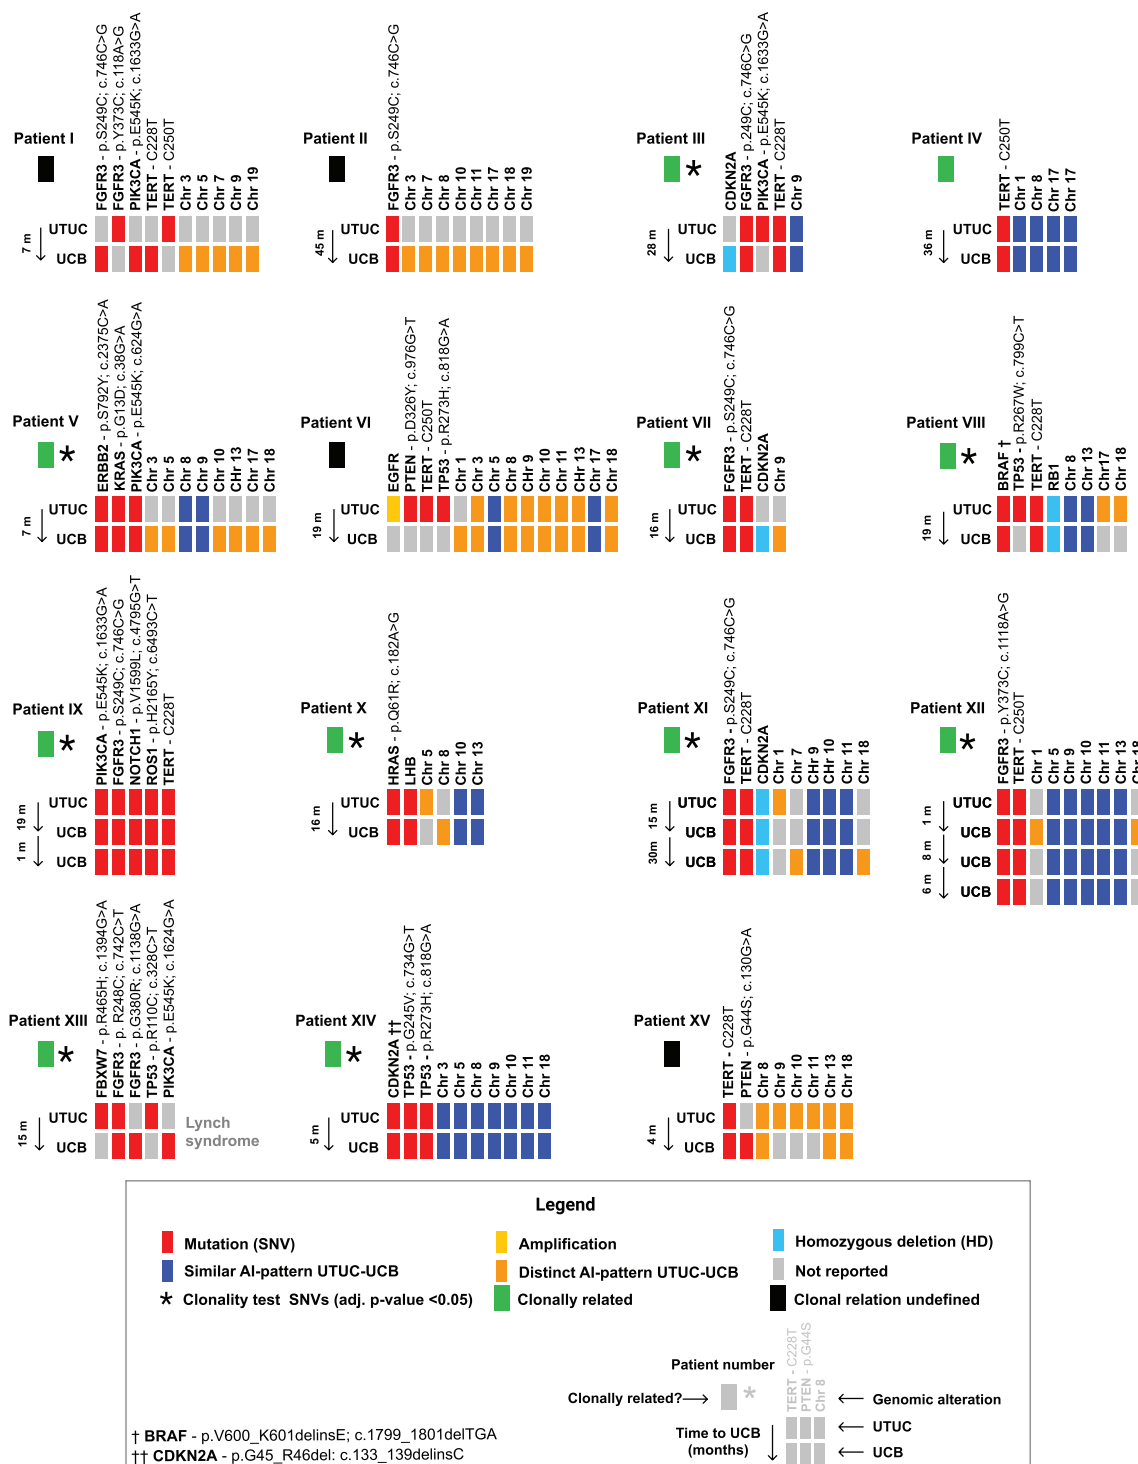 Patient I
FGFR3 - p.S249C; c.746C>G
FGFR3 - p.Y373C; c.118A>G
PIK3CA - p.E545K; c.1633G>A
TERT - C228T
TERT - C250T
Chr 3
Chr 5
Chr 7
Chr 9
Chr 19
7 m
UTUC
UCB
Patient II
FGFR3 - p.S249C; c.746C>G
Chr 3
Chr 7
Chr 8
Chr 10
Chr 11
Chr 17
Chr 18
Chr 19
45 m
UTUC
UCB
Patient III
*
CDKN2A
FGFR3 - p.249C; c.746C>G
PIK3CA - p.E545K; c.1633G>A
TERT - C228T
Chr 9
28 m
UTUC
UCB
Patient IV
TERT - C250T
Chr 1
Chr 8
Chr 17
Chr 17
36 m
UTUC
UCB
Patient V
*
ERBB2 - p.S792Y; c.2375C>A
KRAS - p.G13D; c.38G>A
PIK3CA - p.E545K; c.624G>A
Chr 3
Chr 5
Chr 8
Chr 9
Chr 10
CHr 13
Chr 17
Chr 18
7 m
UTUC
UCB
Patient VI
EGFR
PTEN - p.D326Y; c.976G>T
TERT - C250T
TP53 - p.R273H; c.818G>A
Chr 1
Chr 3
Chr 5
Chr 8
CHr 9
Chr 10
Chr 11
CHr 13
Chr 17
Chr 18
19 m
UTUC
UCB
Patient VII
*
FGFR3 - p.S249C; c.746C>G
TERT - C228T
CDKN2A
Chr 9
16 m
UTUC
UCB
Patient VIII
*
BRAF †
TP53 - p.R267W; c.799C>T
TERT - C228T
RB1
Chr 8
Chr 13
Chr17
Chr 18
19 m
UTUC
UCB
Patient IX
*
PIK3CA - p.E545K; c.1633G>A
FGFR3 - p.S249C; c.746C>G
NOTCH1 - p.V1599L; c.4795G>T
ROS1 - p.H2165Y; c.6493C>T
TERT - C228T
19 m
1 m
UTUC
UCB
UCB
Patient X
*
HRAS - p.Q61R; c.182A>G
LHB
Chr 5
Chr 8
Chr 10
Chr 13
16 m
UTUC
UCB
Patient XI
*
FGFR3 - p.S249C; c.746C>G
TERT - C228T
CDKN2A
Chr 1
Chr 7
CHr 9
CHr 10
Chr 11
Chr 18
15 m
30m
UTUC
UCB
UCB
Patient XII
*
FGFR3 - p.Y373C; c.1118A>G
TERT - C250T
Chr 1
Chr 5
Chr 9
Chr 10
Chr 11
Chr 13
Chr 18
1 m
8 m
6 m
UTUC
UCB
UCB
UCB
Patient XIII
*
FBXW7 - p.R465H; c.1394G>A
FGFR3 - p. R248C; c.742C>T
FGFR3 - p.G380R; c.1138G>A
TP53 - p.R110C; c.328C>T
PIK3CA - p.E545K; c.1624G>A
15 m
UTUC
UCB
Lynch
syndrome
Patient XIV
*
CDKN2A ††
TP53 - p.G245V; c.734G>T
TP53 - p.R273H; c.818G>A
Chr 3
Chr 5
Chr 8
Chr 9
Chr 10
Chr 11
Chr 18
5 m
UTUC
UCB
Patient XV
TERT - C228T
PTEN - p.G44S; c.130G>A
Chr 8
Chr 9
Chr 10
Chr 11
Chr 13
Chr 18
4 m
UTUC
UCB
Legend
Mutation (SNV)
Amplification
Homozygous deletion (HD)
Similar AI-pattern UTUC-UCB
Distinct AI-pattern UTUC-UCB
Not reported
* Clonality test SNVs (adj. p-value <0.05)
Clonally related
Clonal relation undefined
Patient number
TERT - C228T
PTEN - p.G44S
Chr 8
Clonally related?
*
Genomic alteration
Time to UCB
(months)
UTUC
UCB
† BRAF - p.V600_K601delinsE; c.1799_1801delTGA
†† CDKN2A - p.G45_R46del: c.133_139delinsC